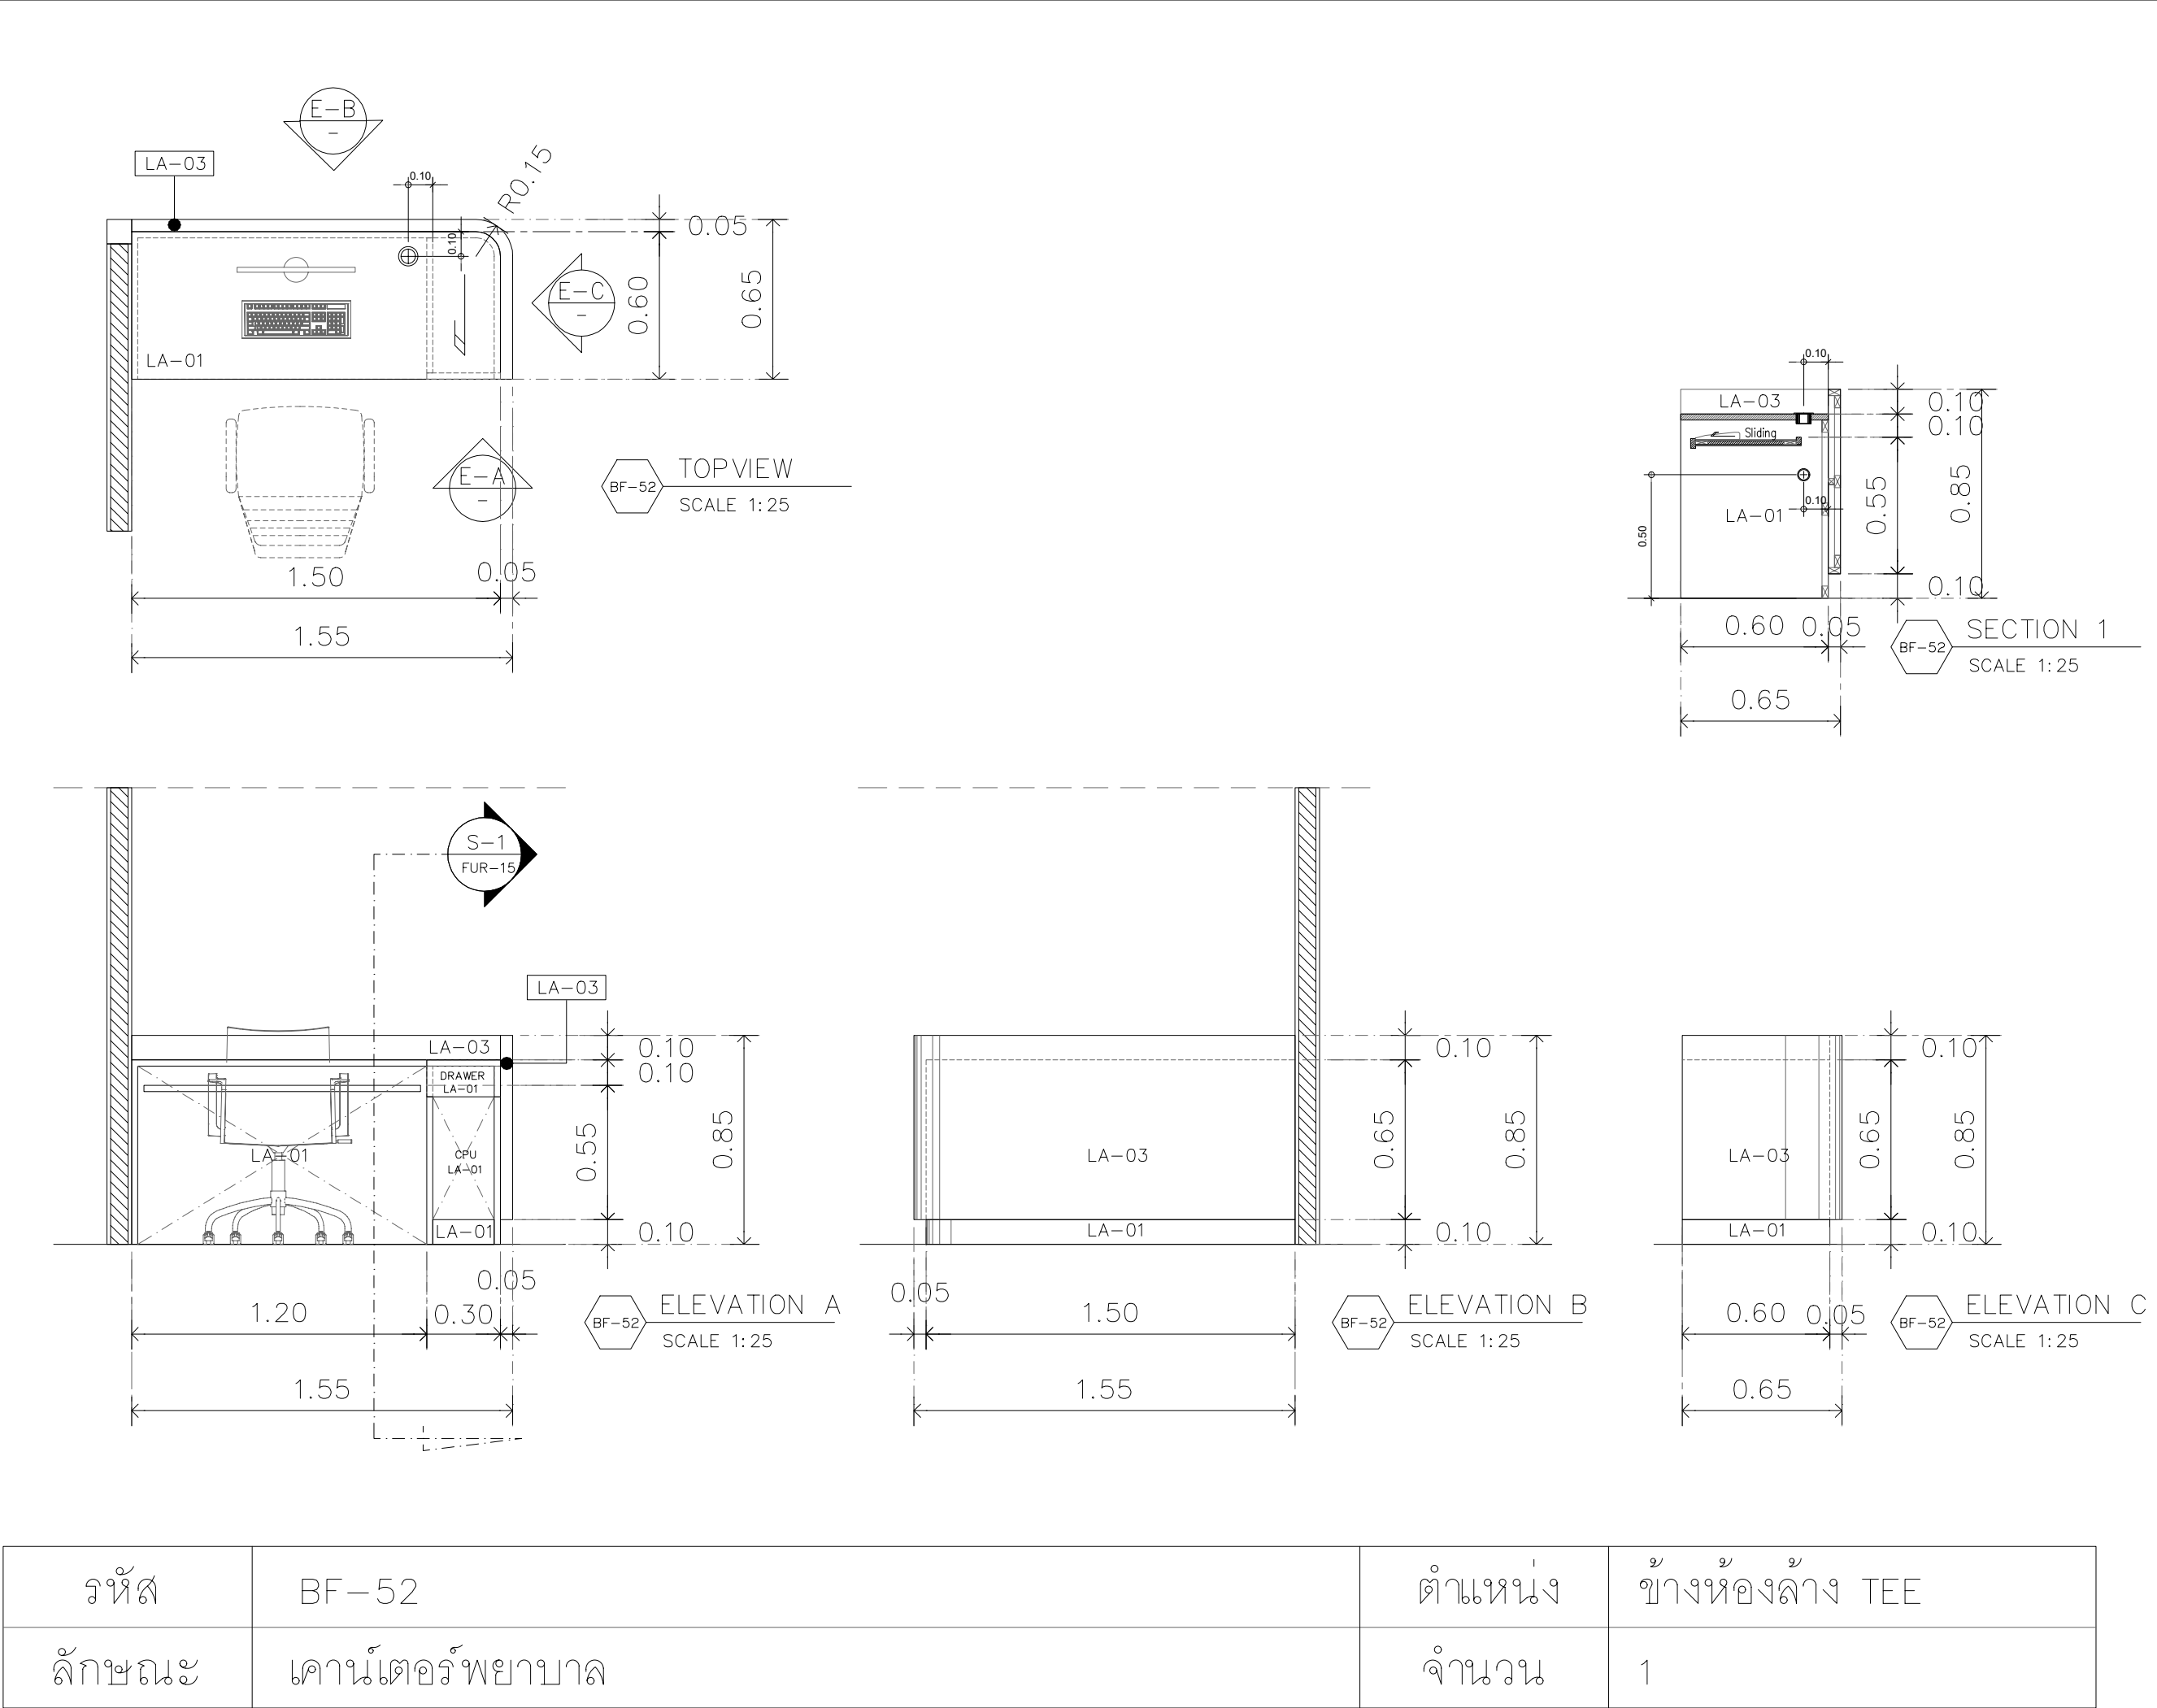 E-B
-
LA-03
0.10
R0.15
0.05
0.10
E-C
-
0.60
0.65
LA-01
E-A
-
BF-52
TOPVIEW
SCALE 1:25
1.50
0.05
1.55
0.10
LA-03
0.10
0.10
Sliding
0.55
0.85
0.10
LA-01
0.50
0.10
0.60
0.05
BF-52
SECTION 1
SCALE 1:25
0.65
S-1
FUR-15
LA-03
LA-03
0.10
0.10
DRAWER
LA-01
0.55
0.85
LA-01
CPU
LA-01
LA-01
0.10
0.05
1.20
0.30
BF-52
ELEVATION A
SCALE 1:25
1.55
0.10
0.65
0.85
LA-03
LA-01
0.10
0.05
1.50
BF-52
ELEVATION B
SCALE 1:25
1.55
0.10
0.65
0.85
LA-03
LA-01
0.10
0.60
0.05
BF-52
ELEVATION C
SCALE 1:25
0.65
รหัส
BF-52
ตำแหน่ง
ข้างห้องล้าง TEE
ลักษณะ
เคาน์เตอร์พยาบาล
จำนวน
1